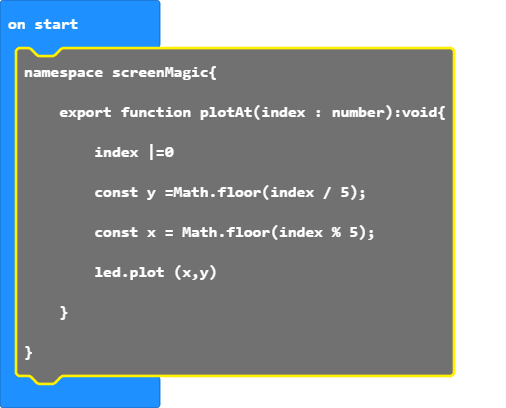 on start
namespace screenMagic{
export function plotAt(index : number):void{
index |=0
const y =Math.floor(index / 5);
const x = Math.floor(index % 5);
led.plot (x,y)
}
}